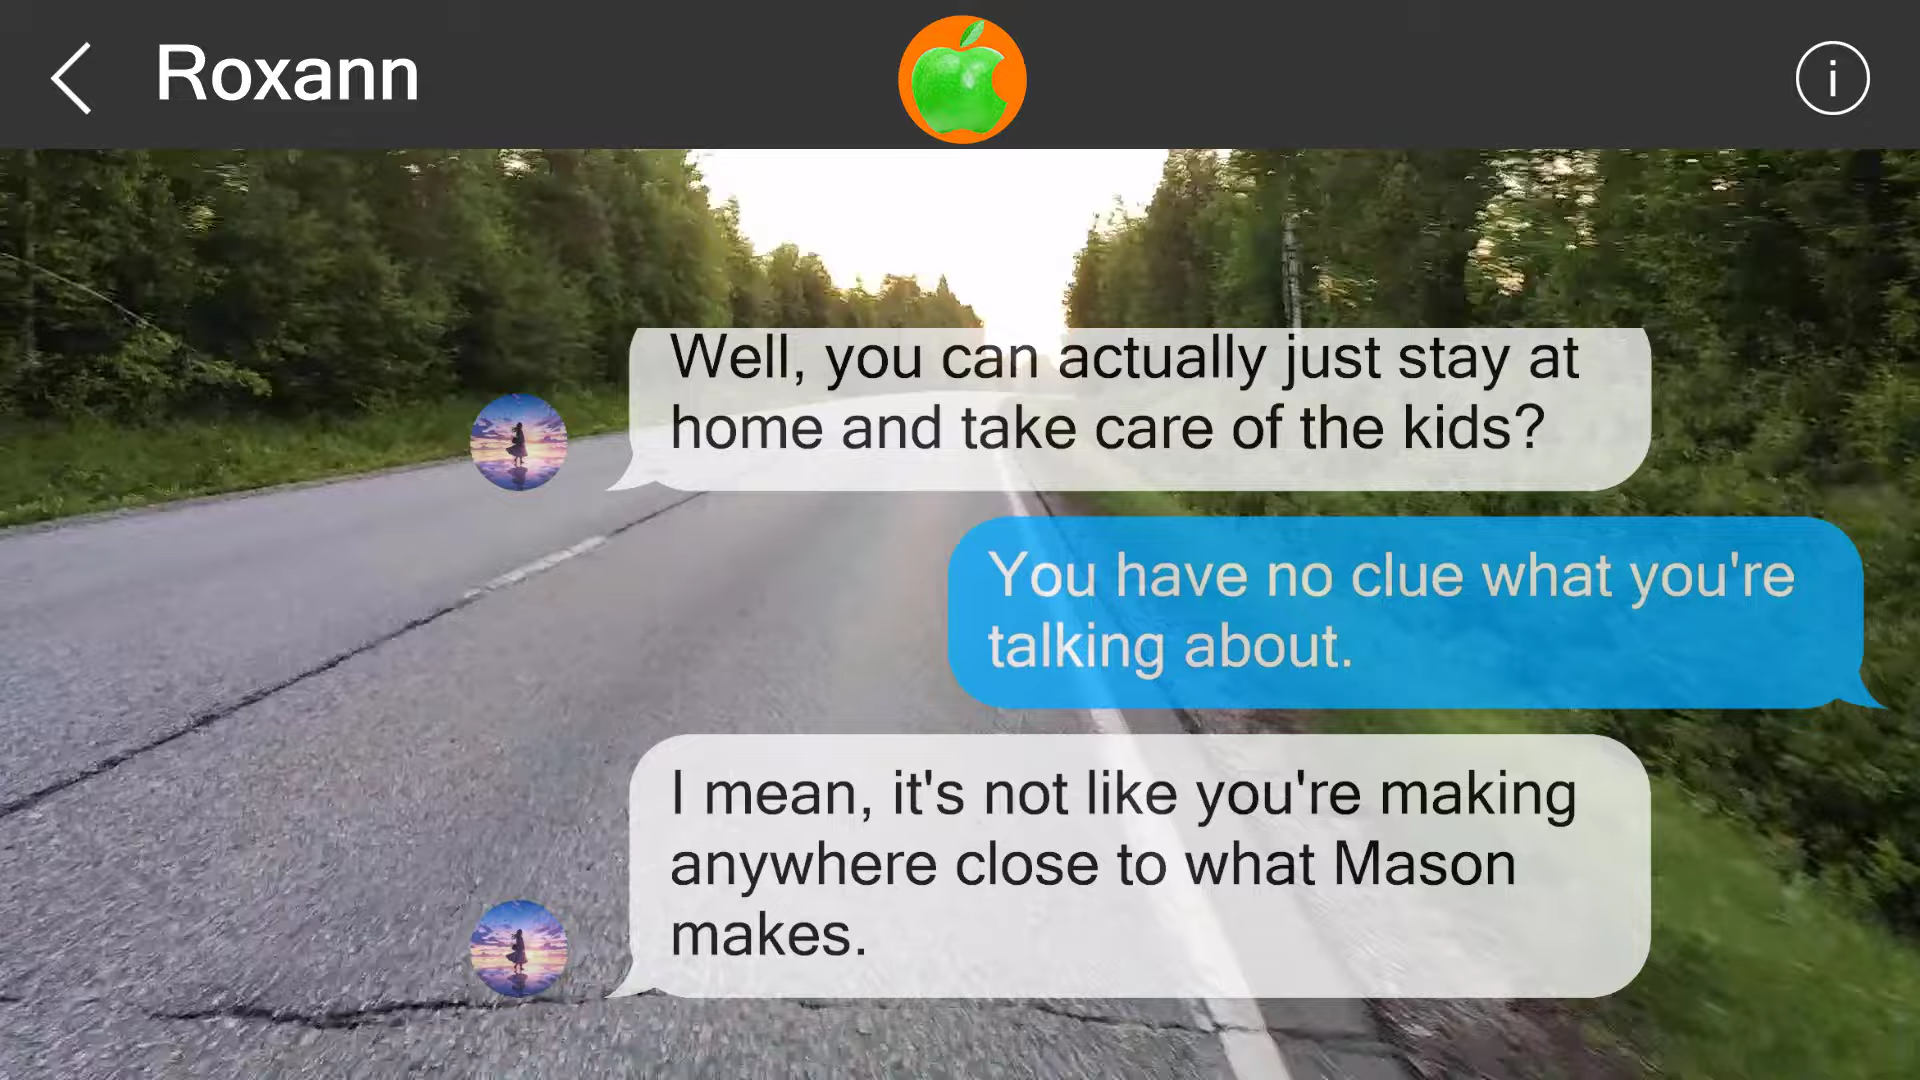 Roxann
i
Well, you can actually just stay at
home and take care of the kids?
You have no clue what you're
talking about.
I mean, it's not like you're making
anywhere close to what Mason
makes.